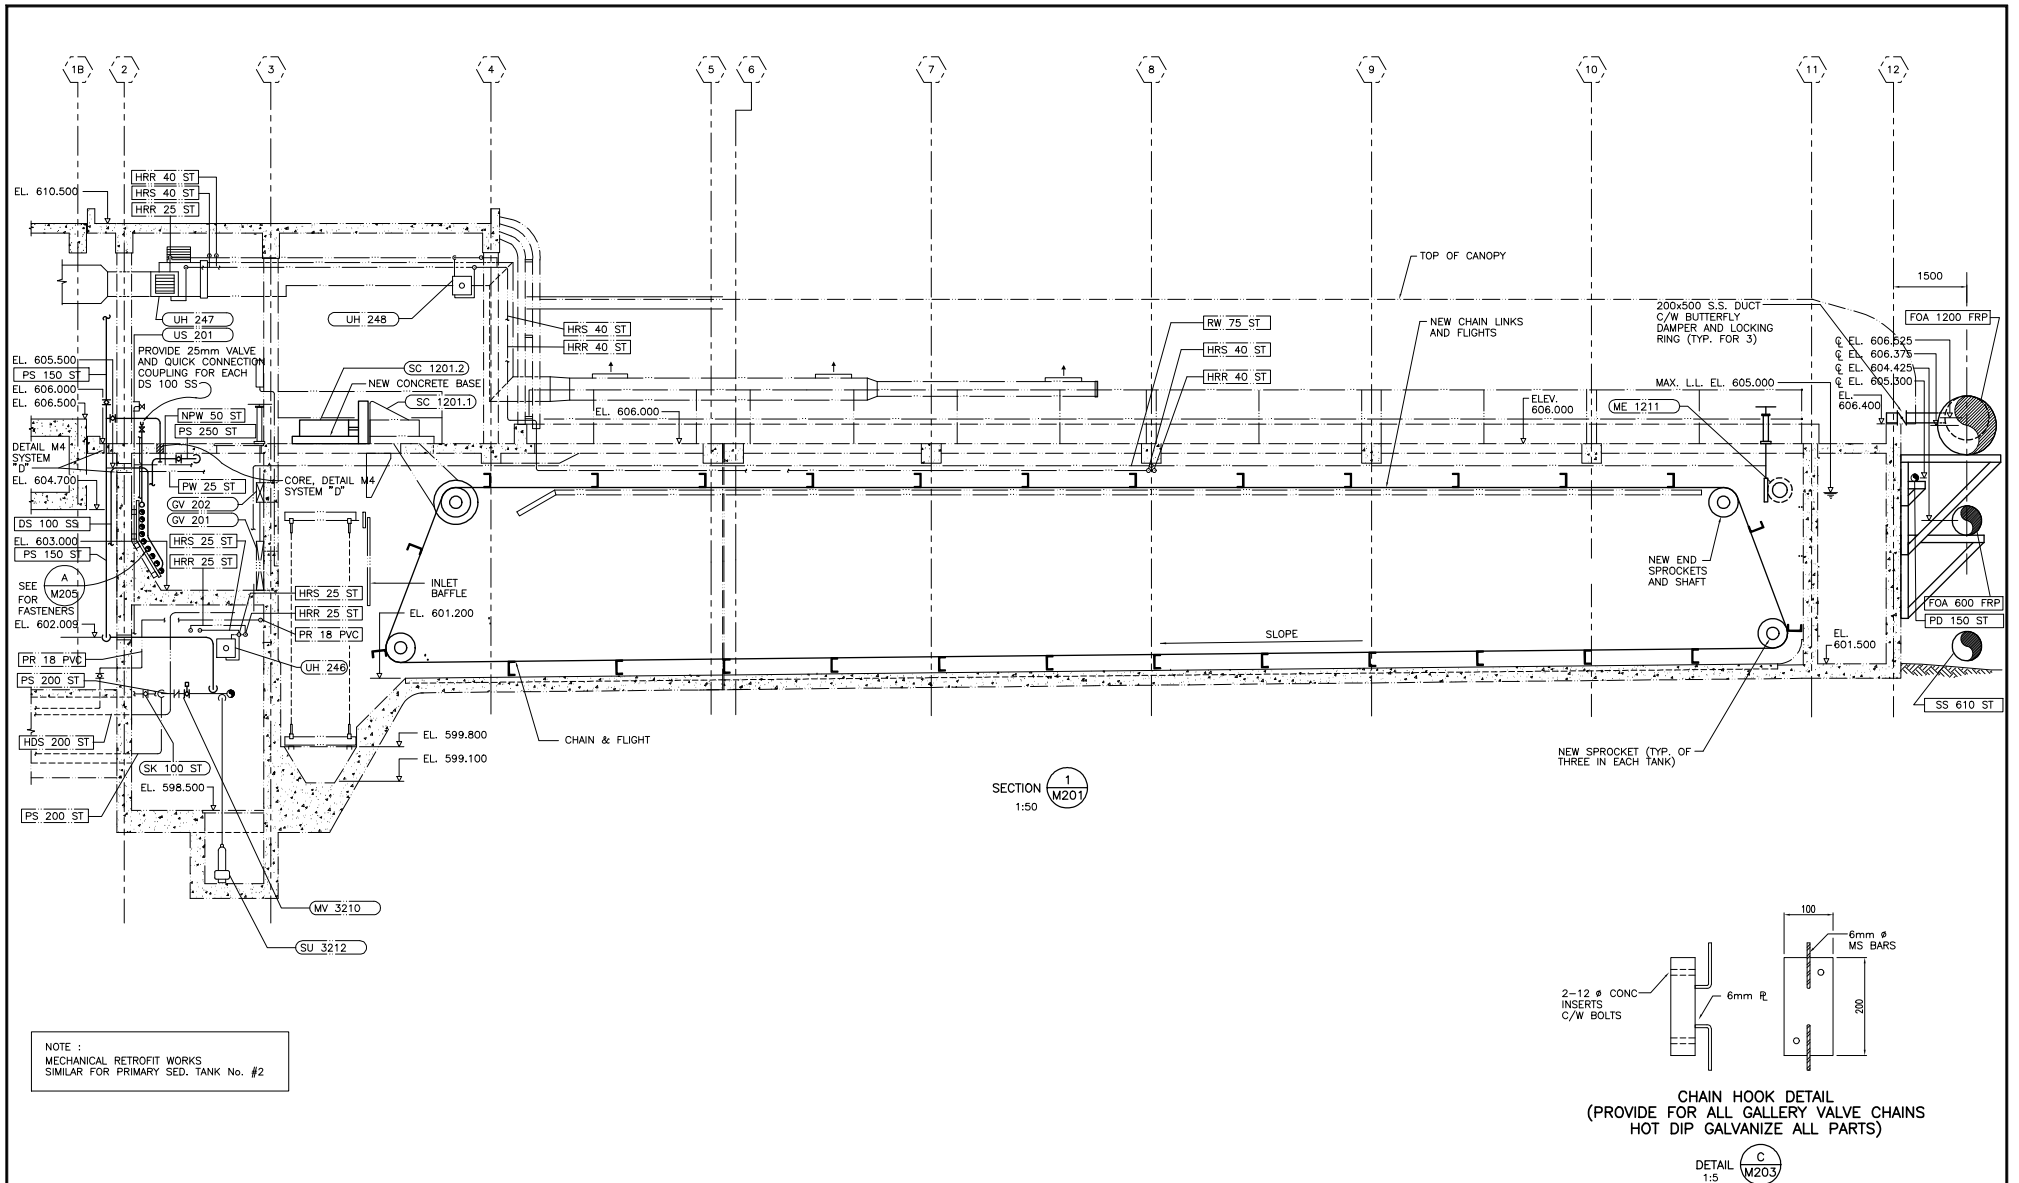 1B
2
3
4
5
6
7
8
9
10
11
12
HRR 40 ST
HRS 40 ST
HRR 25 ST
EL. 610.500
UH 247
US 201
PROVIDE 25mm VALVE
AND QUICK CONNECTION
COUPLING FOR EACH
DS 100 SS
UH 248
HRS 40 ST
HRR 40 ST
EL. 605.500
PS 150 ST
EL. 606.000
EL. 606.500
NPW 50 ST
PS 250 ST
SC 1201.2
NEW CONCRETE BASE
SC 1201.1
EL. 606.000
DETAIL M4
SYSTEM
"D"
EL. 604.700
PW 25 ST
CORE, DETAIL M4
SYSTEM "D"
GV 202
GV 201
DS 100 SS
EL. 603.000
PS 150 ST
HRS 25 ST
HRR 25 ST
SEE
A
M205
FOR
FASTENERS
EL. 602.009
INLET
BAFFLE
HRS 25 ST
HRR 25 ST
PR 18 PVC
EL. 601.200
PR 18 PVC
UH 246
PS 200 ST
HDS 200 ST
SK 100 ST
EL. 598.500
PS 200 ST
EL. 599.800
EL. 599.100
CHAIN & FLIGHT
MV 3210
SU 3212
TOP OF CANOPY
RW 75 ST
HRS 40 ST
HRR 40 ST
NEW CHAIN LINKS
AND FLIGHTS
200x500 S.S. DUCT
C/W BUTTERFLY
DAMPER AND LOCKING
RING (TYP. FOR 3)
1500
FOA 1200 FRP
℄ EL. 606.525
℄ EL. 606.375
℄ EL. 604.425
℄ EL. 605.300
MAX. L.L. EL. 605.000
EL.
606.400
ELEV.
606.000
ME 1211
NEW END
SPROCKETS
AND SHAFT
SLOPE
EL.
601.500
FOA 600 FRP
PD 150 ST
SS 610 ST
NEW SPROCKET (TYP. OF
THREE IN EACH TANK)
SECTION
1
M201
1:50
NOTE :
MECHANICAL RETROFIT WORKS
SIMILAR FOR PRIMARY SED. TANK No. #2
100
6mm ø
MS BARS
2-12 ø CONC
INSERTS
C/W BOLTS
6mm ℞
200
CHAIN HOOK DETAIL
(PROVIDE FOR ALL GALLERY VALVE CHAINS
HOT DIP GALVANIZE ALL PARTS)
DETAIL
C
M203
1:5